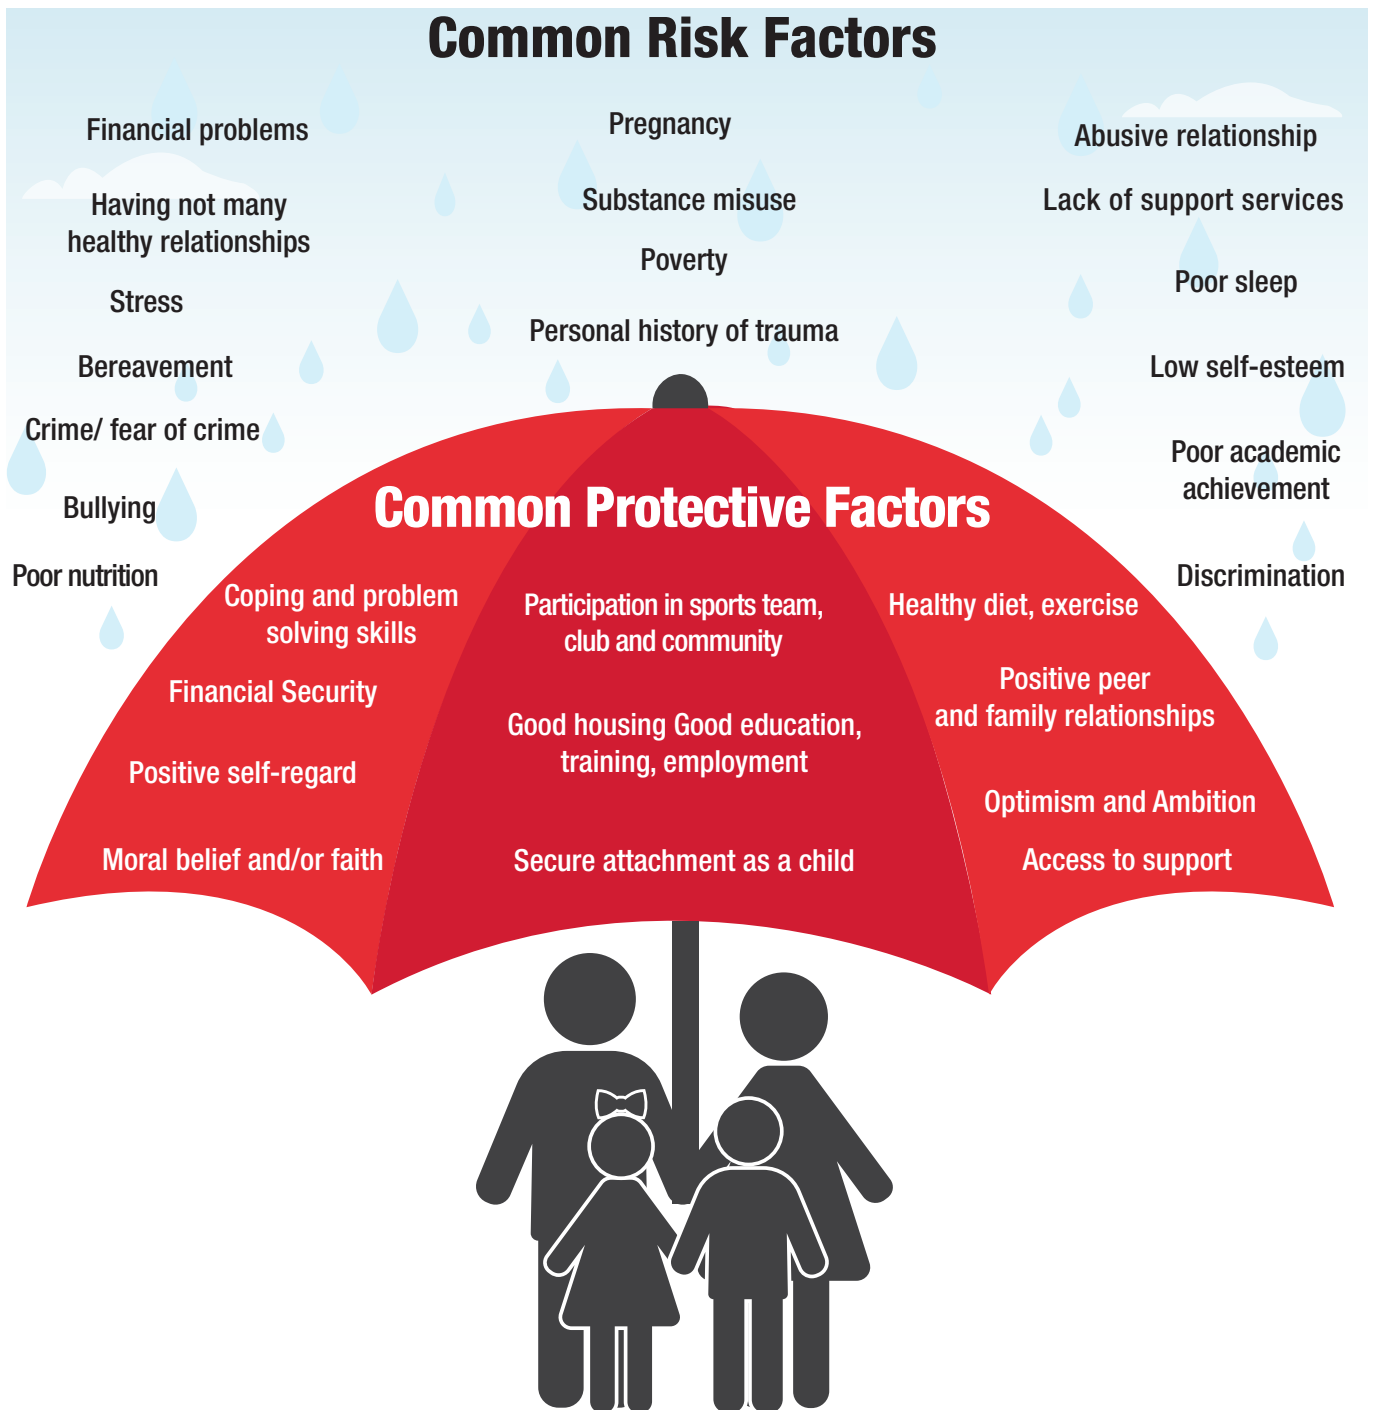 Common Risk Factors
Financial problems
Having not many
healthy relationships
Stress
Bereavement
Crime/ fear of crime
Bullying
Poor nutrition
Pregnancy
Substance misuse
Poverty
Personal history of trauma
Abusive relationship
Lack of support services
Poor sleep
Low self-esteem
Poor academic
achievement
Discrimination
Common Protective Factors
Coping and problem
solving skills
Financial Security
Positive self-regard
Moral belief and/or faith
Participation in sports team,
club and community
Good housing Good education,
training, employment
Secure attachment as a child
Healthy diet, exercise
Positive peer
and family relationships
Optimism and Ambition
Access to support